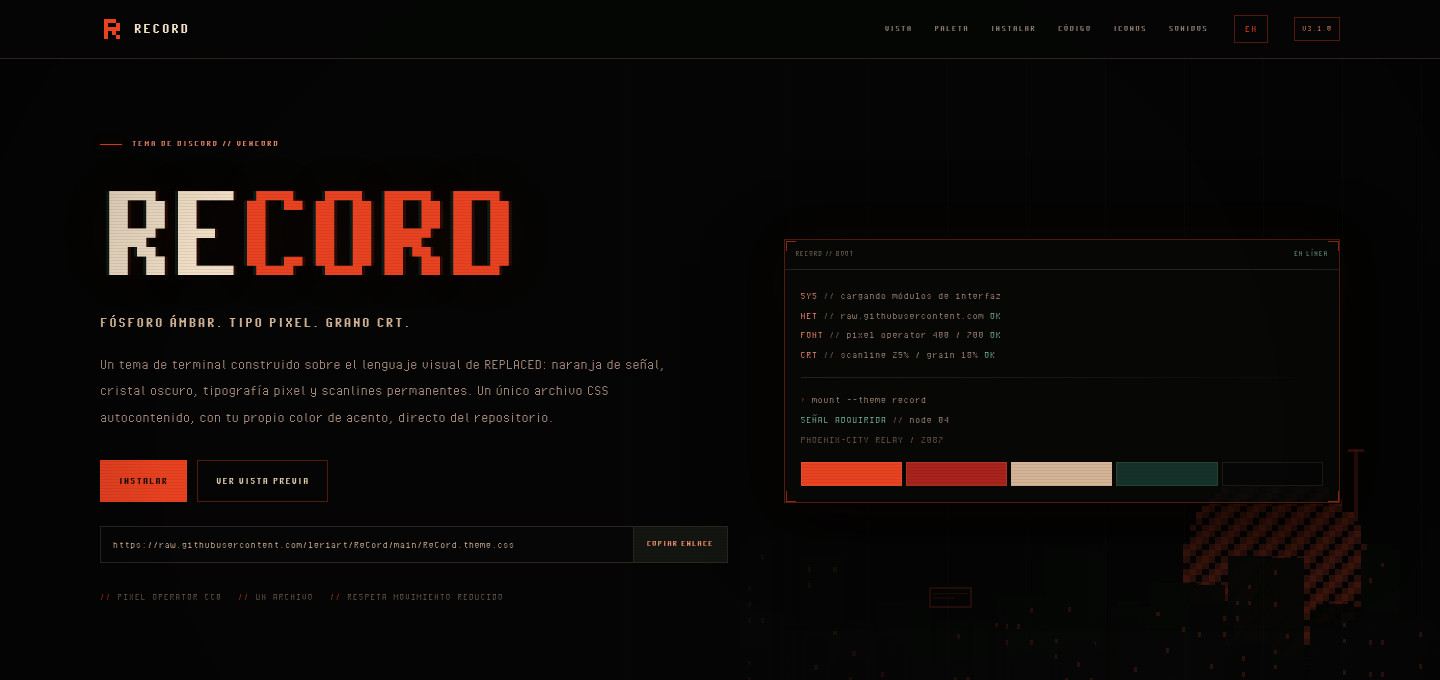 RECORD
VISTA PALETA INSTALAR CÓDIGO ICONOS SONIDOS EN V3.1.0
TEMA DE DISCORD // VENCORD
RECORD
FÓSFORO ÁMBAR. TIPO PIXEL. GRANO CRT.
Un tema de terminal construido sobre el lenguaje visual de REPLACED: naranja de señal,
cristal oscuro, tipografía pixel y scanlines permanentes. Un único archivo CSS
autocontenido, con tu propio color de acento, directo del repositorio.
INSTALAR VER VISTA PREVIA
https://raw.githubusercontent.com/leriart/ReCord/main/ReCord.theme.css COPIAR ENLACE
// PIXEL OPERATOR CC0 // UN ARCHIVO // RESPETA MOVIMIENTO REDUCIDO
RECORD // BOOT EN LÍNEA
SYS // cargando módulos de interfaz
NET // raw.githubusercontent.com OK
FONT // pixel operator 400 / 700 OK
CRT // scanline 25% / grain 18% OK
› mount --theme record
SEÑAL ADQUIRIDA // node 04
PHOENIX-CITY RELAY / 2087